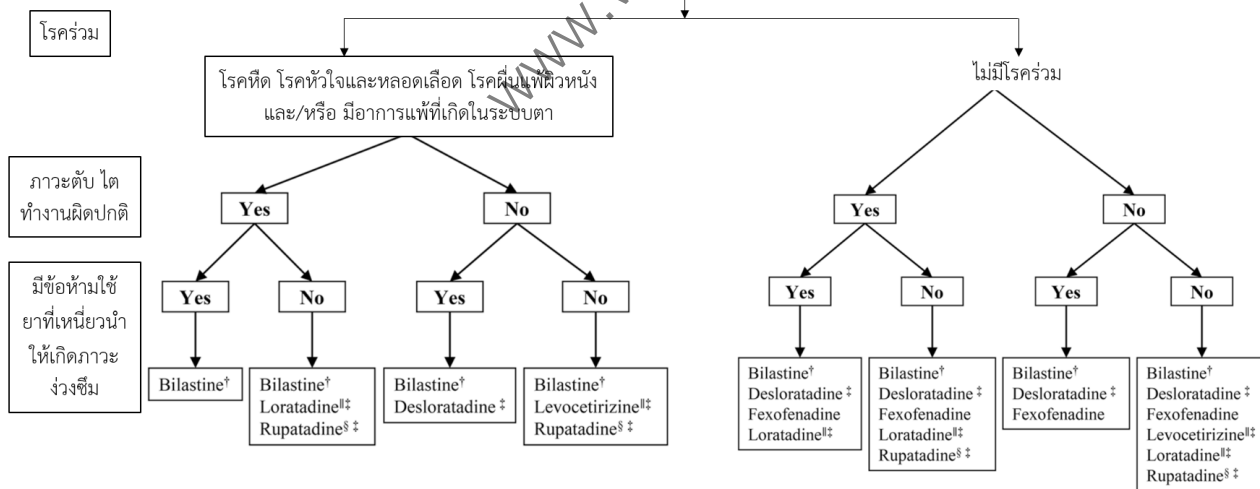 www.
โรคร่วม
โรคหืด โรคหัวใจและหลอดเลือด โรคผื่นแพ้ผิวหนัง
และ/หรือ มีอาการแพ้ที่เกิดในระบบตา
ไม่มีโรคร่วม
ภาวะตับ ไต
ทำงานผิดปกติ
Yes
No
Yes
No
มีข้อห้ามใช้
ยาที่เหนี่ยวนำ
ให้เกิดภาวะ
ง่วงซึม
Yes
No
Yes
No
Yes
No
Yes
No
Bilastine†
Bilastine†
Loratadine‖‡
Rupatadine§ ‡
Bilastine†
Desloratadine ‡
Bilastine†
Levocetirizine‖‡
Rupatadine§ ‡
Bilastine†
Desloratadine ‡
Fexofenadine
Loratadine‖‡
Bilastine†
Desloratadine ‡
Fexofenadine
Loratadine‖‡
Rupatadine§ ‡
Bilastine†
Desloratadine ‡
Fexofenadine
Bilastine†
Desloratadine ‡
Fexofenadine
Levocetirizine‖‡
Loratadine‖‡
Rupatadine§ ‡